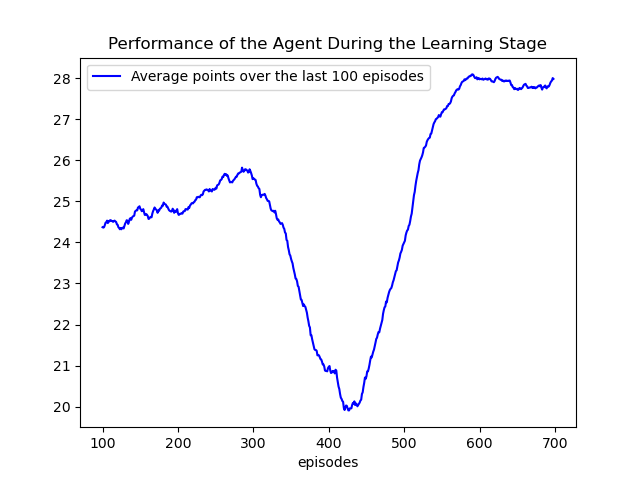 Performance of the Agent During the Learning Stage
Average points over the last 100 episodes
28
27
26
25
24
23
22
21
20
100 200 300 400 500 600 700
episodes